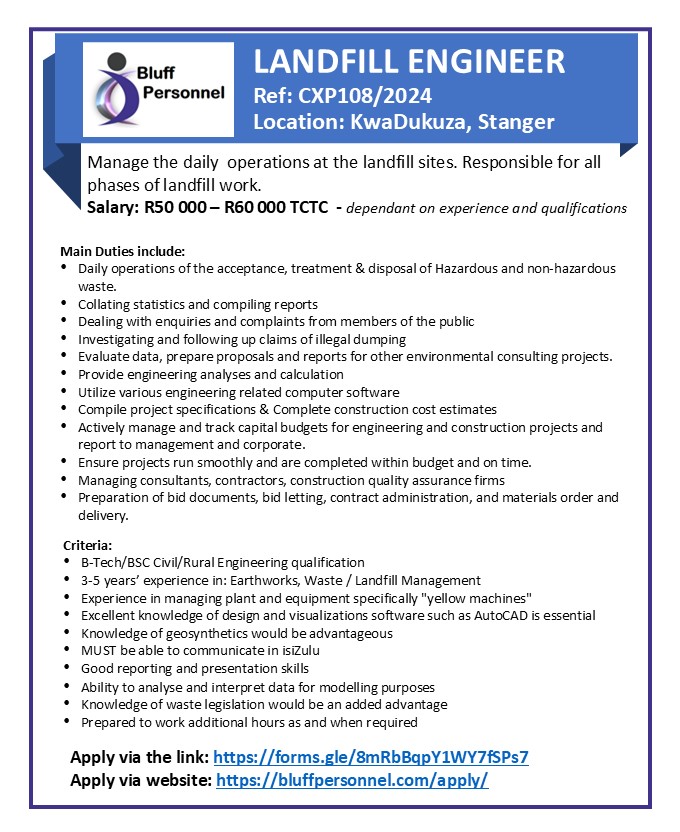 Bluff
Personnel
LANDFILL ENGINEER
Ref: CXP108/2024
Location: KwaDukuza, Stanger
Manage the daily operations at the landfill sites. Responsible for all
phases of landfill work.
Salary: R50 000 – R60 000 TCTC - dependant on experience and qualifications
Main Duties include:
• Daily operations of the acceptance, treatment & disposal of Hazardous and non-hazardous
waste.
• Collating statistics and compiling reports
• Dealing with enquiries and complaints from members of the public
• Investigating and following up claims of illegal dumping
• Evaluate data, prepare proposals and reports for other environmental consulting projects.
• Provide engineering analyses and calculation
• Utilize various engineering related computer software
• Compile project specifications & Complete construction cost estimates
• Actively manage and track capital budgets for engineering and construction projects and
report to management and corporate.
• Ensure projects run smoothly and are completed within budget and on time.
• Managing consultants, contractors, construction quality assurance firms
• Preparation of bid documents, bid letting, contract administration, and materials order and
delivery.
Criteria:
• B-Tech/BSC Civil/Rural Engineering qualification
• 3-5 years’ experience in: Earthworks, Waste / Landfill Management
• Experience in managing plant and equipment specifically "yellow machines"
• Excellent knowledge of design and visualizations software such as AutoCAD is essential
• Knowledge of geosynthetics would be advantageous
• MUST be able to communicate in isiZulu
• Good reporting and presentation skills
• Ability to analyse and interpret data for modelling purposes
• Knowledge of waste legislation would be an added advantage
• Prepared to work additional hours as and when required
Apply via the link: https://forms.gle/8mRbBqpY1WY7fSPs7
Apply via website: https://bluffpersonnel.com/apply/